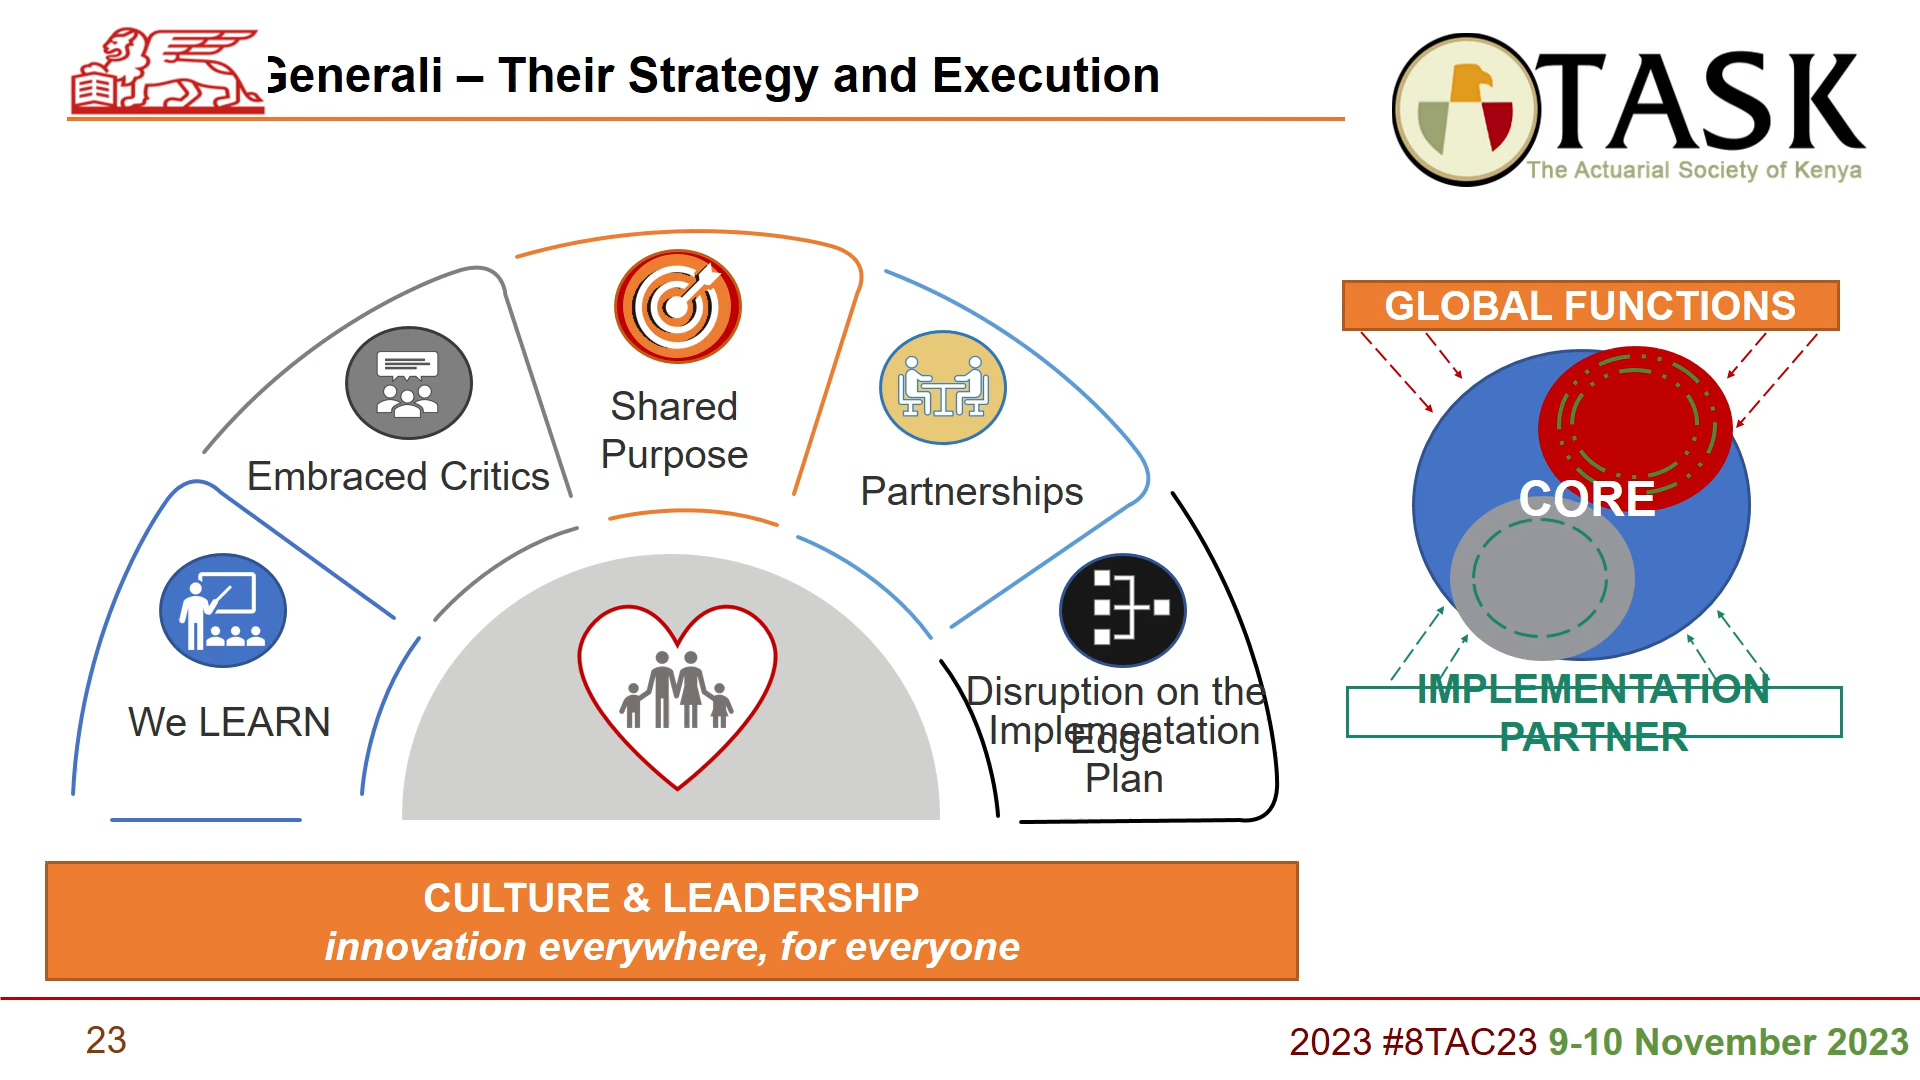 Generali – Their Strategy and Execution
TASK
The Actuarial Society of Kenya
GLOBAL FUNCTIONS
Shared
Purpose
Embraced Critics
Partnerships
CORE
We LEARN
Disruption on the
Edge
Implementation
Plan
IMPLEMENTATION
PARTNER
CULTURE & LEADERSHIP
innovation everywhere, for everyone
23
2023 #8TAC23 9-10 November 2023